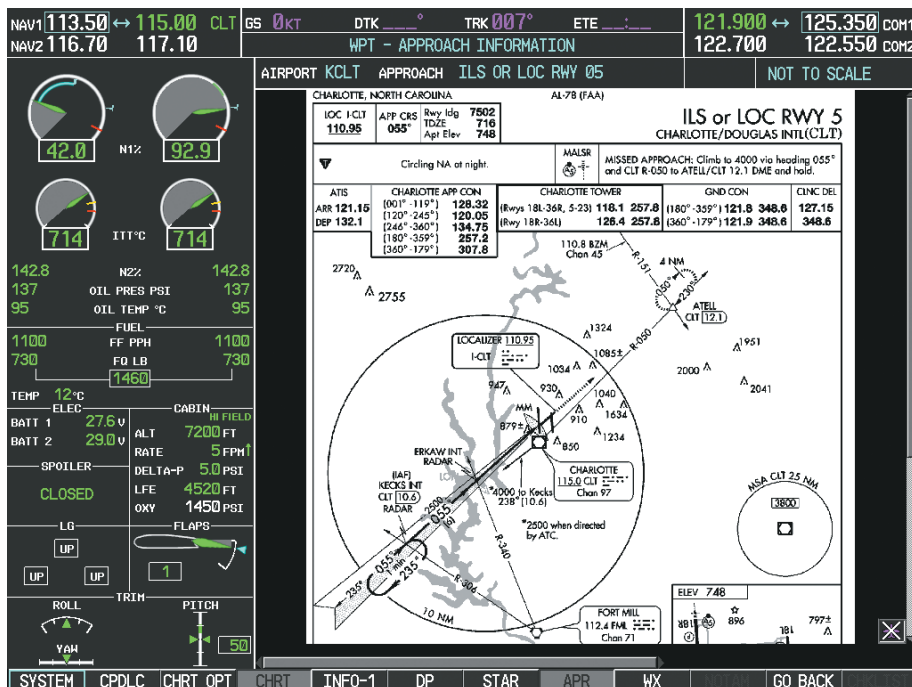 NAV1 113.50 ↔ 115.00 CLT
NAV2 116.70 117.10
GS 0KT DTK ___° TRK 007° ETE __:__
WPT - APPROACH INFORMATION
121.900 ↔ 125.350 COM1
122.700 122.550 COM2
AIRPORT KCLT APPROACH ILS OR LOC RWY 05 NOT TO SCALE
42.0 N1% 92.9
714 ITT°C 714
142.8 N2% 142.8
137 OIL PRES PSI 137
95 OIL TEMP °C 95
FUEL
1100 FF PPH 1100
730 FQ LB 730
1460
TEMP 12°C
ELEC
BATT 1 27.6 V
BATT 2 29.0 V
SPOILER
CLOSED
CABIN
HI FIELD
ALT 7200 FT
RATE 5 FPM↑
DELTA-P 5.0 PSI
LFE 4520 FT
OXY 1450 PSI
LG
UP
UP UP
FLAPS
1
TRIM
ROLL PITCH
YAW
50
CHARLOTTE, NORTH CAROLINA AL-78 (FAA)
LOC I-CLT
110.95
APP CRS
055°
Rwy ldg 7502
TDZE 716
Apt Elev 748
ILS or LOC RWY 5
CHARLOTTE/DOUGLAS INTL(CLT)
T
Circling NA at night.
MALSR
A5
MISSED APPROACH: Climb to 4000 via heading 055°
and CLT R-050 to ATELL/CLT 12.1 DME and hold.
ATIS
ARR 121.15
DEP 132.1
CHARLOTTE APP CON
(001°-119°) 128.32
(120°-245°) 120.05
(246°-360°) 134.75
(180°-359°) 257.2
(360°-179°) 307.8
CHARLOTTE TOWER
(Rwys 18L-36R, 5-23) 118.1 257.8
(Rwy 18R-36L) 126.4 257.8
GND CON
(180°-359°) 121.8 348.6
(360°-179°) 121.9 348.6
CLNC DEL
127.15
348.6
110.8 BZM
Chan 45
R-151
4 NM
050°
230°
ATELL
CLT 12.1
R-050
2720
2755
1324
LOCALIZER 110.95
I-CLT
1085±
1034
1951
2000
2041
947
930
1040
1634
910
MM
879±
850
1234
ERKAW INT
RADAR
(IAF)
KECKS INT
CLT 10.6
RADAR
CHARLOTTE
115.0 CLT
Chan 97
*4000 to Kecks
238° (10.6)
*2500 when directed
by ATC.
2500
055°
(6)
055°
1 min
235°
235°
R-340
R-306
10 NM
MSA CLT 25 NM
3800
FORT MILL
112.4 FML
Chan 71
ELEV 748
896
797±
18R
18L
A5
SYSTEM CPDLC CHRT OPT CHRT INFO-1 DP STAR APR WX NOTAM GO BACK CHKLIST